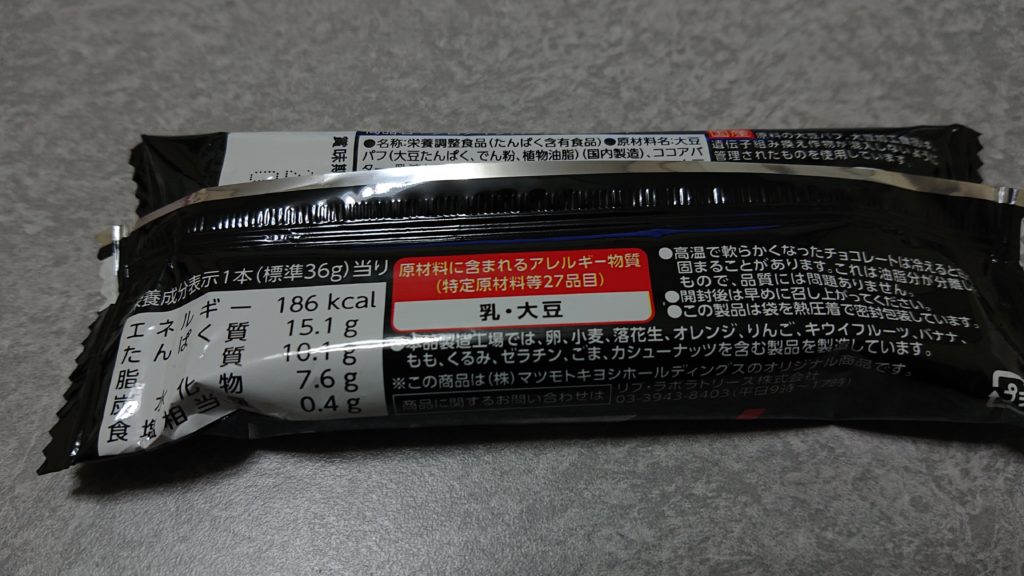 ●名称:栄養調整食品(たんぱく含有食品)●原材料名:大豆
パフ(大豆たんぱく、でん粉、植物油脂)(国内製造)、ココアバ
賞味期
国産 原料の大豆パフ、大豆
遺伝子組み換え作物が混入しないよう
管理されたものを使用しています。
栄養成分表示1本(標準36g)当り
エネルギー 186 kcal
たんぱく質 15.1 g
脂質 10.1 g
炭水化物 7.6 g
食塩相当 0.4 g
原材料に含まれるアレルギー物質
(特定原材料等27品目)
乳・大豆
●高温で軟らかくなったチョコレートは冷えると
固まることがあります。これは油脂分が分離し
もので、品質には問題ありません。
●開封後は早めに召し上がってください。
●この製品は袋を熱圧着で密封包装しています。
●本品製造工場では、卵、小麦、落花生、オレンジ、りんご、キウイフルーツ、バナナ、
もも、くるみ、ゼラチン、ごま、カシューナッツを含む製品を製造しています。
※この商品は(株)マツモトキヨシホールディングスのオリジナル商品です。
商品に関するお問い合わせは
リブ・ラボラトリーズ株式会社
03-3943-8403(平日9時~17時)